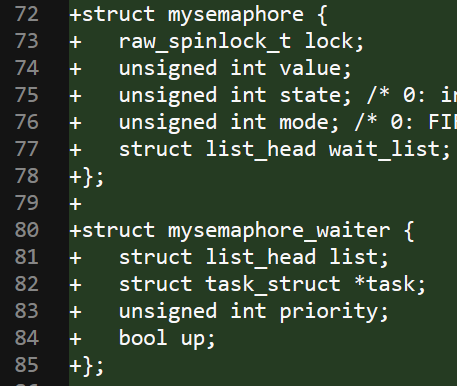 72 +struct mysemaphore {
73 +   raw_spinlock_t lock;
74 +   unsigned int value;
75 +   unsigned int state; /* 0:
76 +   unsigned int mode; /* 0:
77 +   struct list_head wait_list;
78 +};
79 +
80 +struct mysemaphore_waiter {
81 +   struct list_head list;
82 +   struct task_struct *task;
83 +   unsigned int priority;
84 +   bool up;
85 +};